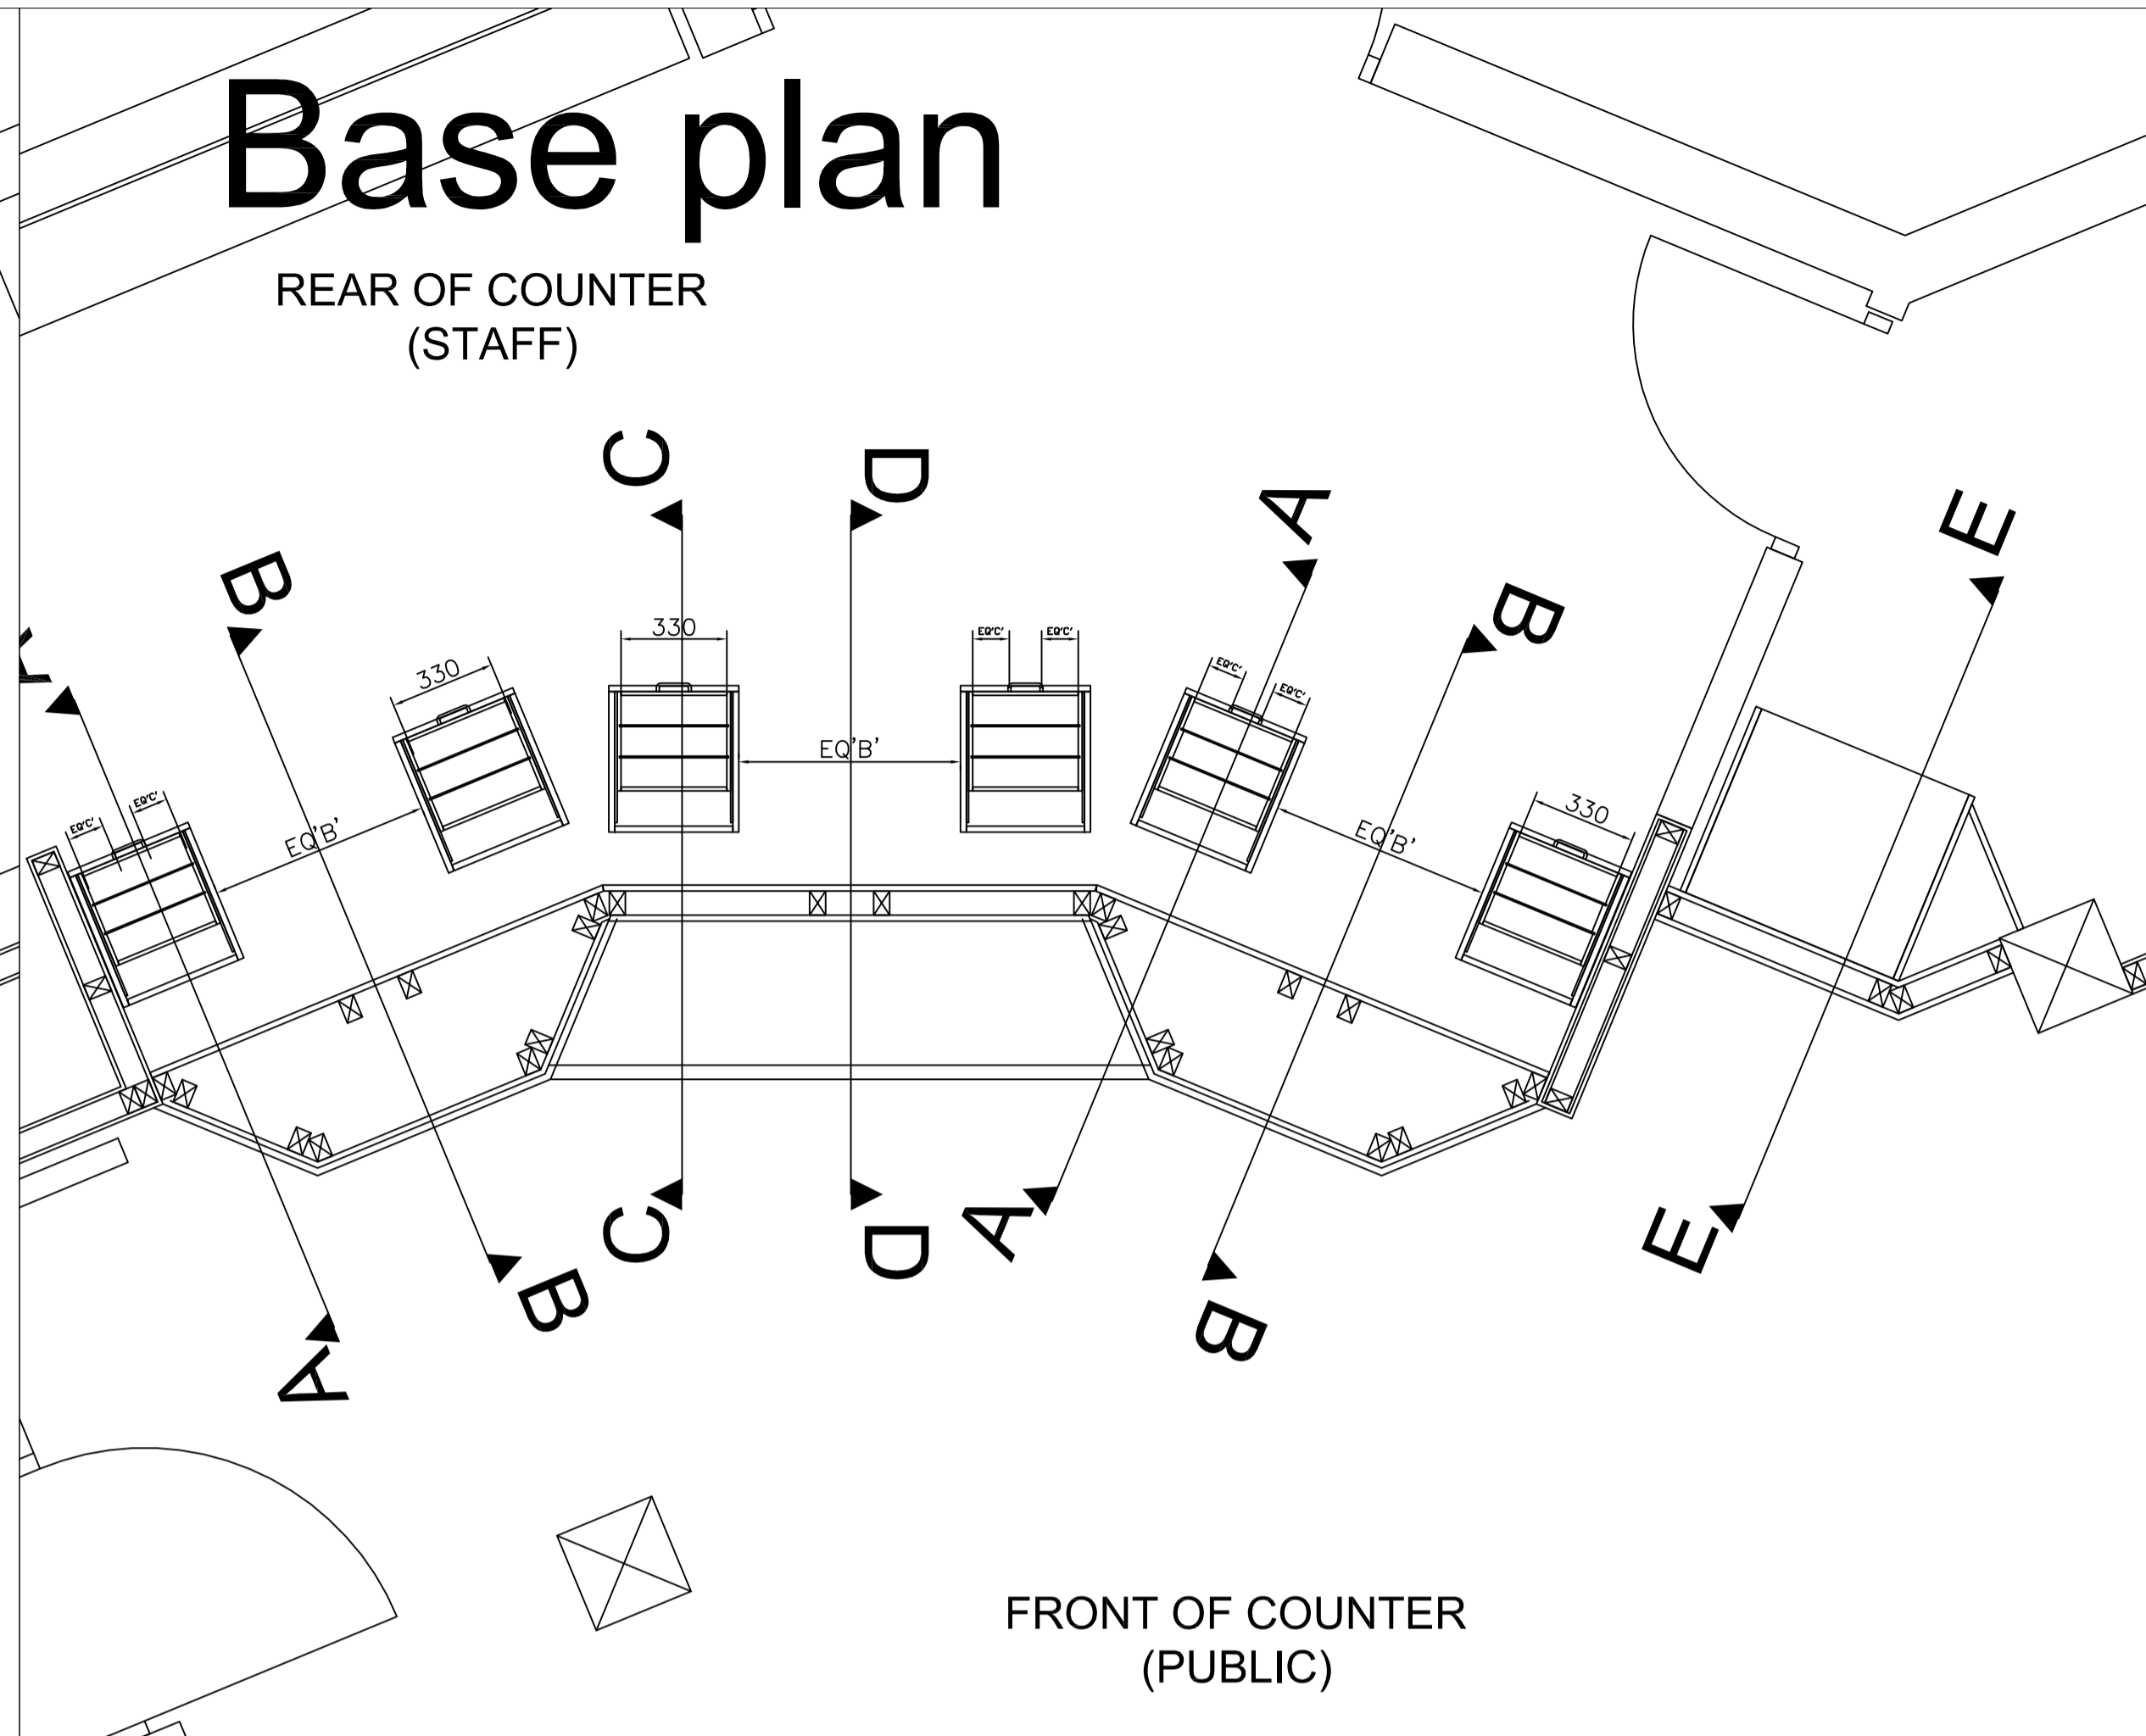 Base plan
REAR OF COUNTER
(STAFF)
C
D
A
E
B
B
330
EQ'C'
EQ'C'
330
EQ'C'
EQ'C'
EQ'B'
EQ'C'
EQ'C'
330
EQ'B'
EQ'B'
C
D
A
E
B
B
A
FRONT OF COUNTER
(PUBLIC)